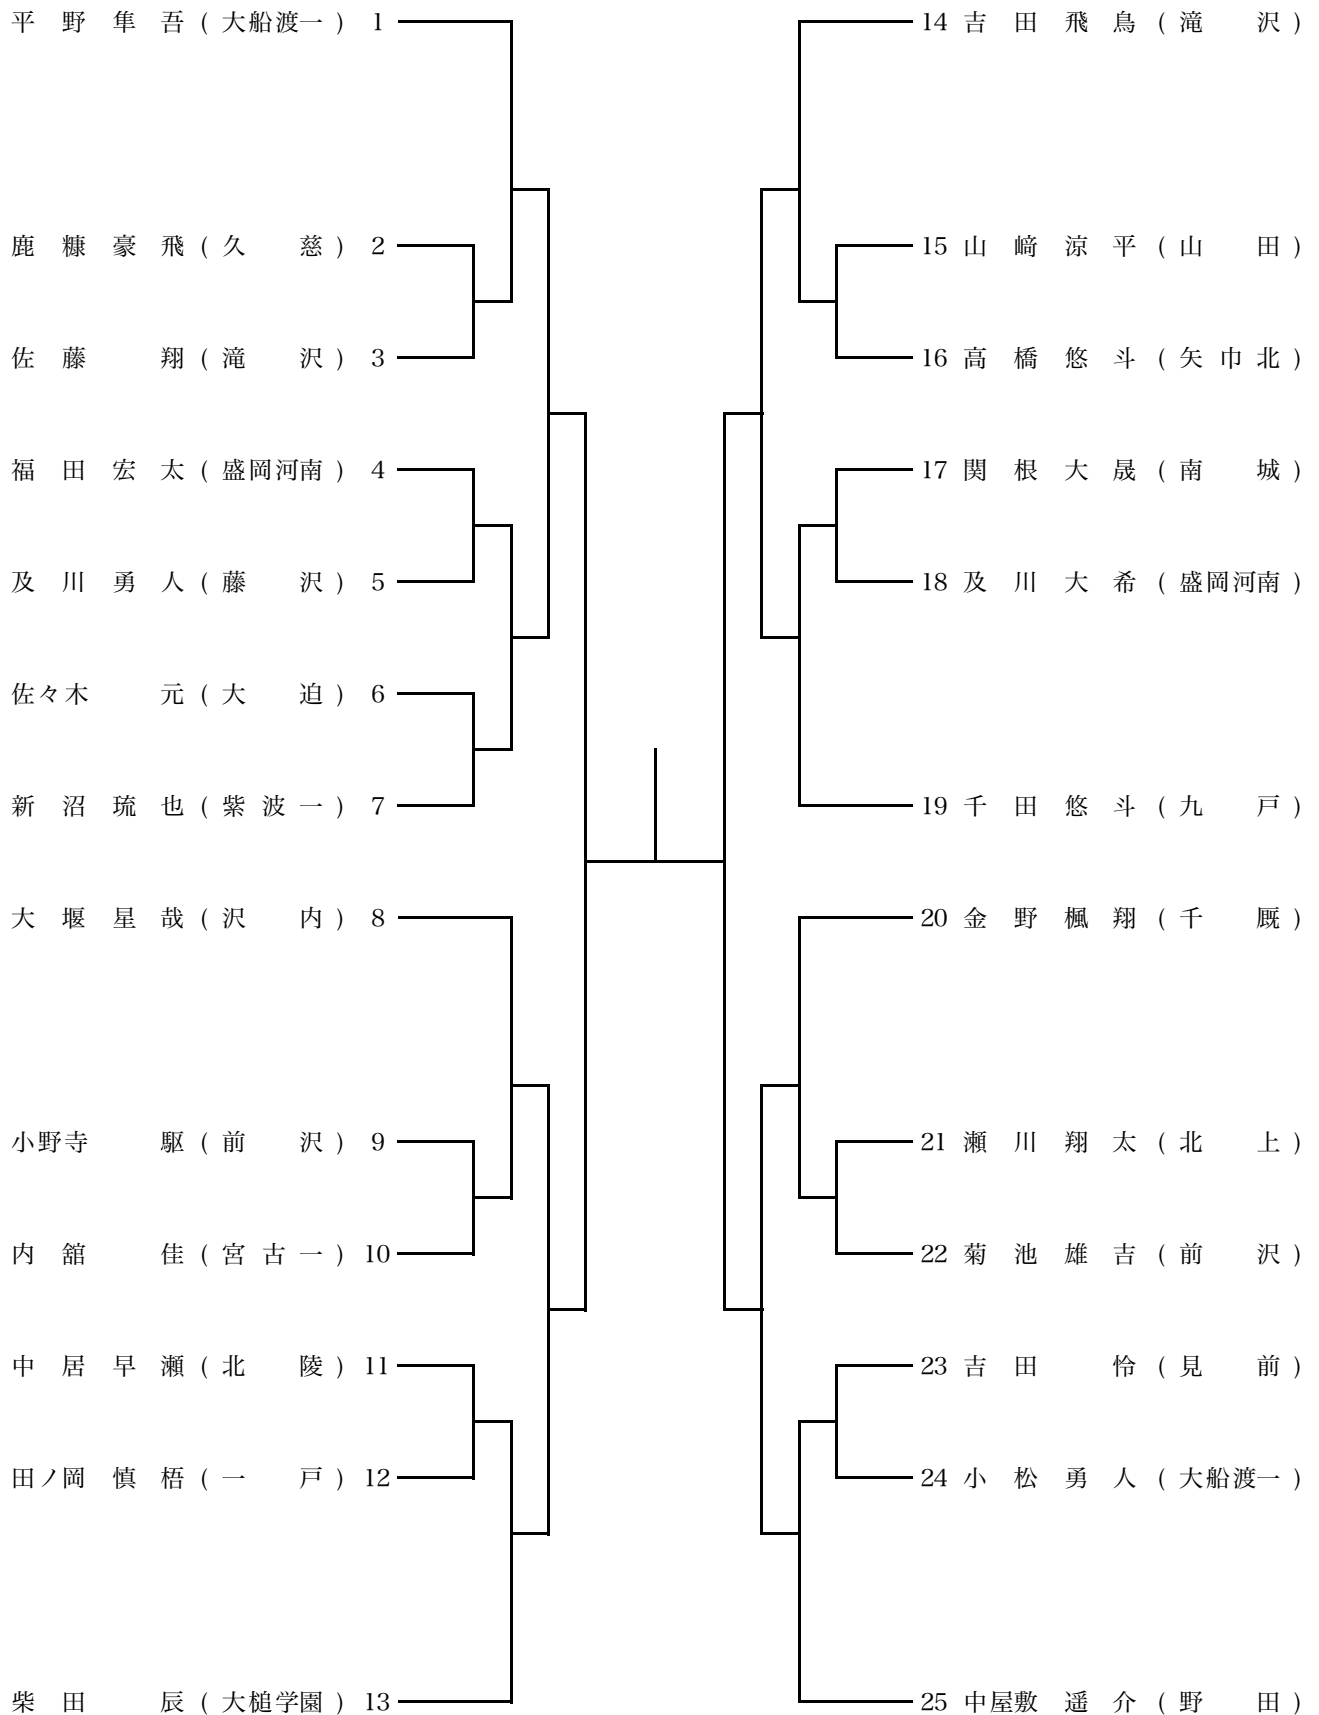 平野隼吾 (大船渡一) 1
鹿糠豪飛 (久慈) 2
佐藤翔 (滝沢) 3
福田宏太 (盛岡河南) 4
及川勇人 (藤沢) 5
佐々木元 (大迫) 6
新沼琉也 (紫波一) 7
大堰星哉 (沢内) 8
小野寺駆 (前沢) 9
内舘佳 (宮古一) 10
中居早瀬 (北陵) 11
田ノ岡慎梧 (一戸) 12
柴田辰 (大槌学園) 13
14 吉田飛鳥 (滝沢)
15 山﨑涼平 (山田)
16 高橋悠斗 (矢巾北)
17 関根大晟 (南城)
18 及川大希 (盛岡河南)
19 千田悠斗 (九戸)
20 金野楓翔 (千厩)
21 瀬川翔太 (北上)
22 菊池雄吉 (前沢)
23 吉田怜 (見前)
24 小松勇人 (大船渡一)
25 中屋敷遥介 (野田)